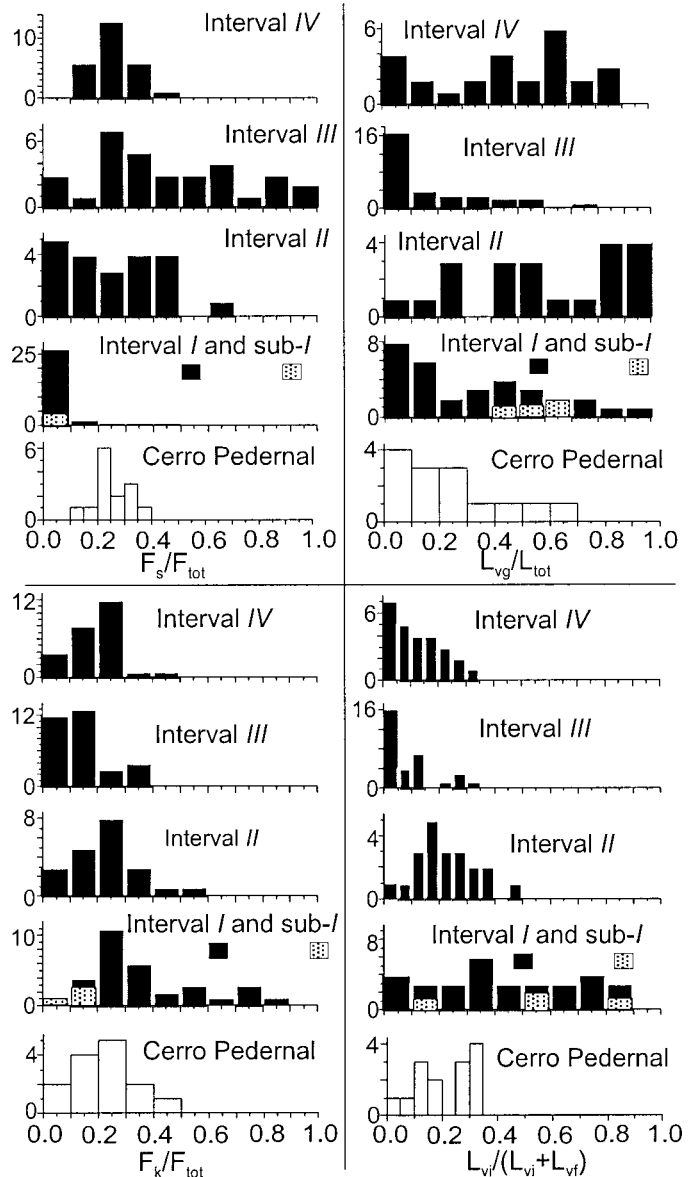 Interval IV
6
0
Interval III
6
0
Interval II
4
0
Interval I and sub-I
25
0
Cerro Pedernal
6
0
0.0 0.2 0.4 0.6 0.8 1.0
Fs/Ftot
Interval IV
6
0
Interval III
16
0
Interval II
4
0
Interval I and sub-I
8
0
Cerro Pedernal
4
0
0.0 0.2 0.4 0.6 0.8 1.0
Lvg/Ltot
Interval IV
12
0
Interval III
12
0
Interval II
8
0
Interval I and sub-I
10
0
Cerro Pedernal
4
0
0.0 0.2 0.4 0.6 0.8 1.0
Fk/Ftot
Interval IV
6
0
Interval III
16
0
Interval II
4
0
Interval I and sub-I
8
0
Cerro Pedernal
4
0
0.0 0.2 0.4 0.6 0.8 1.0
Lvi/(Lvi+Lvf)